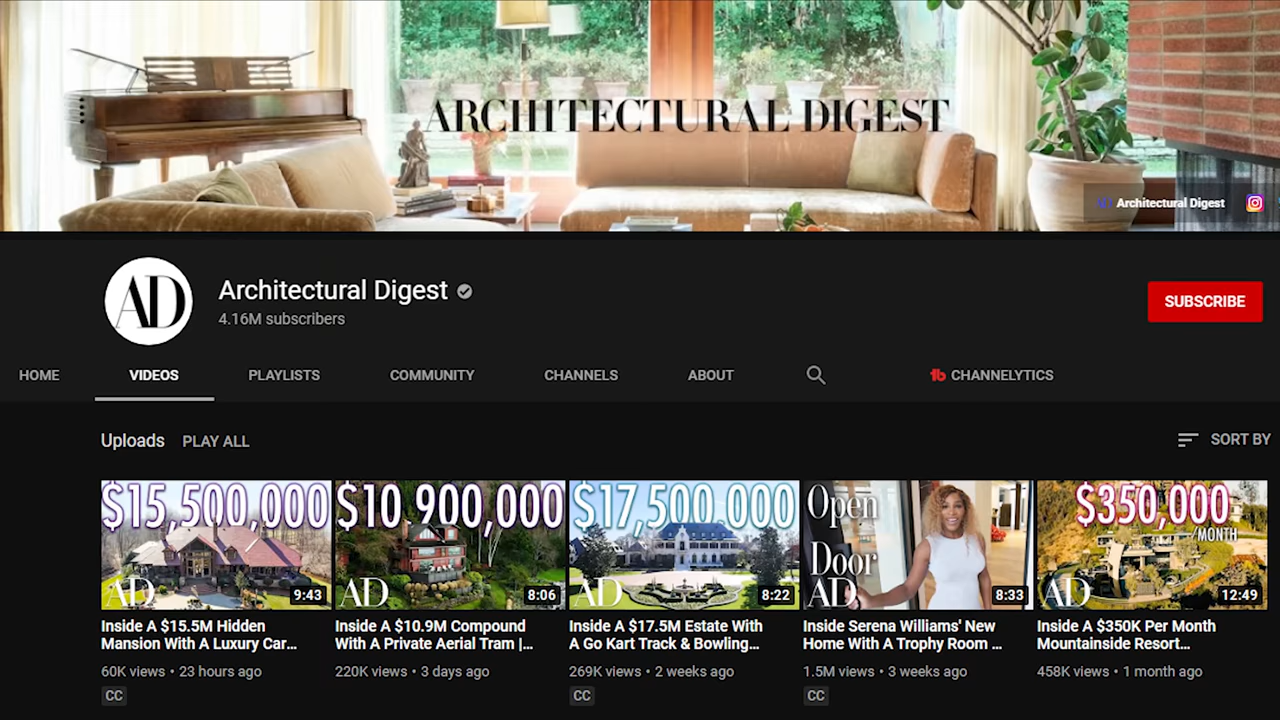 ARCHITECTURAL DIGEST
Architectural Digest
AD
Architectural Digest
4.16M subscribers
SUBSCRIBE
HOME
VIDEOS
PLAYLISTS
COMMUNITY
CHANNELS
ABOUT
CHANNELYTICS
Uploads
PLAY ALL
SORT BY
$15,500,000
AD
9:43
Inside A $15.5M Hidden
Mansion With A Luxury Car...
60K views • 23 hours ago
CC
$10 900,000
AD
8:06
Inside A $10.9M Compound
With A Private Aerial Tram |...
220K views • 3 days ago
$17,500,000
AD
8:22
Inside A $17.5M Estate With
A Go Kart Track & Bowling...
269K views • 2 weeks ago
CC
Open
Door
AD
8:33
Inside Serena Williams' New
Home With A Trophy Room ...
1.5M views • 3 weeks ago
CC
$350,000
/MONTH
AD
12:49
Inside A $350K Per Month
Mountainside Resort...
458K views • 1 month ago